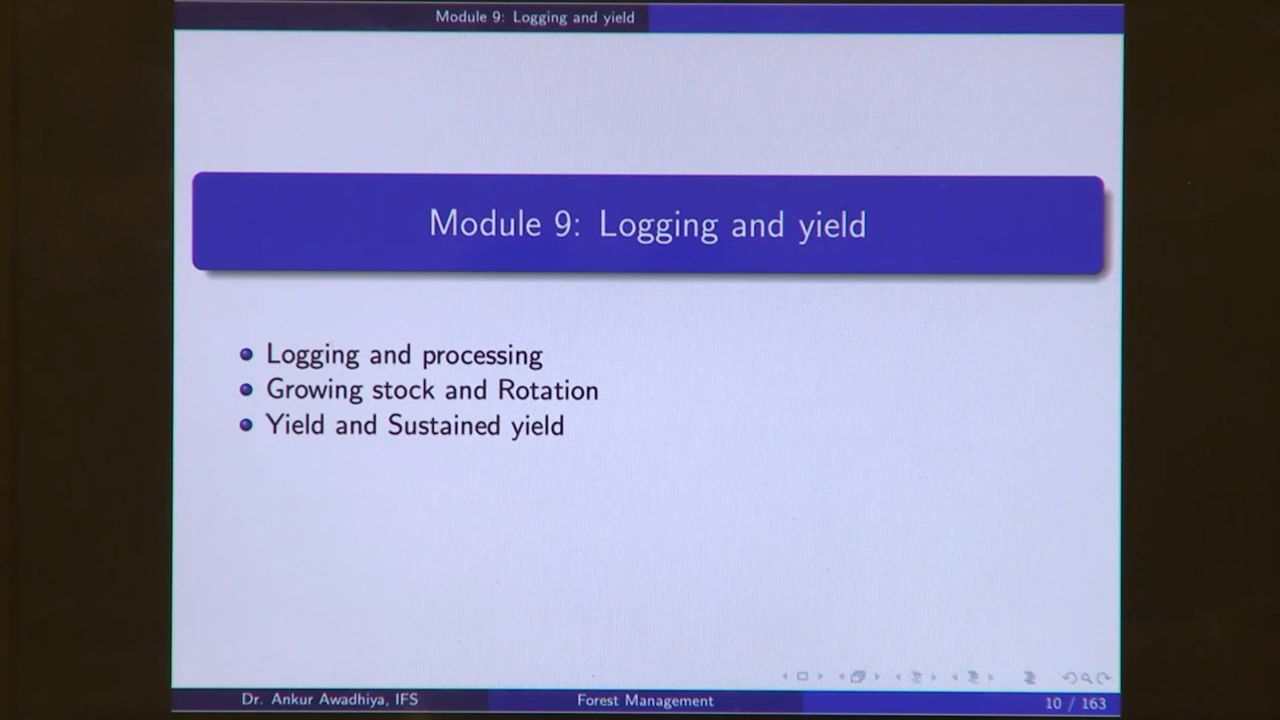 Module 9: Logging and yield
Module 9: Logging and yield
Logging and processing
Growing stock and Rotation
Yield and Sustained yield
Dr. Ankur Awadhiya, IFS
Forest Management
10 / 163